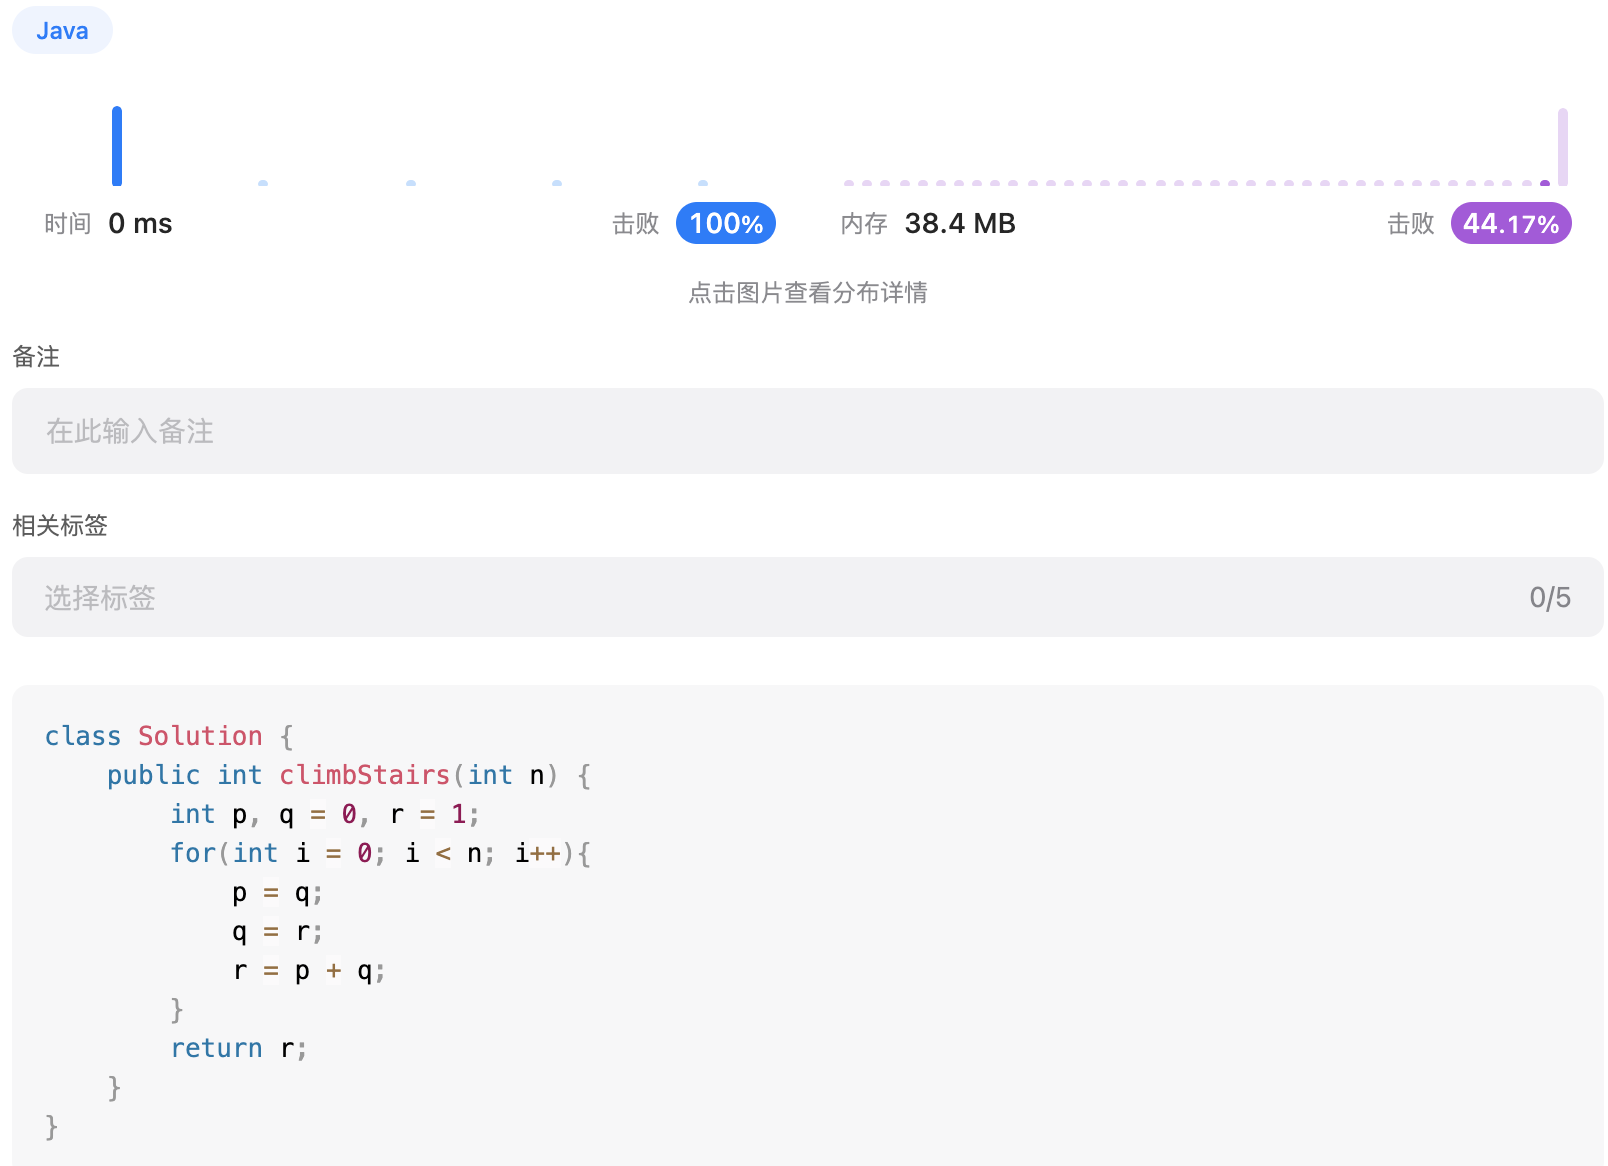 Java
时间 0 ms 击败 100% 内存 38.4 MB 击败 44.17%
点击图片查看分布详情
备注
在此输入备注
相关标签
选择标签 0/5
class Solution {
    public int climbStairs(int n) {
        int p, q = 0, r = 1;
        for(int i = 0; i < n; i++){
            p = q;
            q = r;
            r = p + q;
        }
        return r;
    }
}